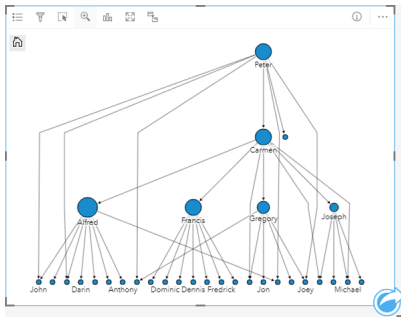 Peter
Carmen
Alfred Francis Gregory Joseph
John Darin Anthony Dominic Dennis Fredrick Jon Joey Michael